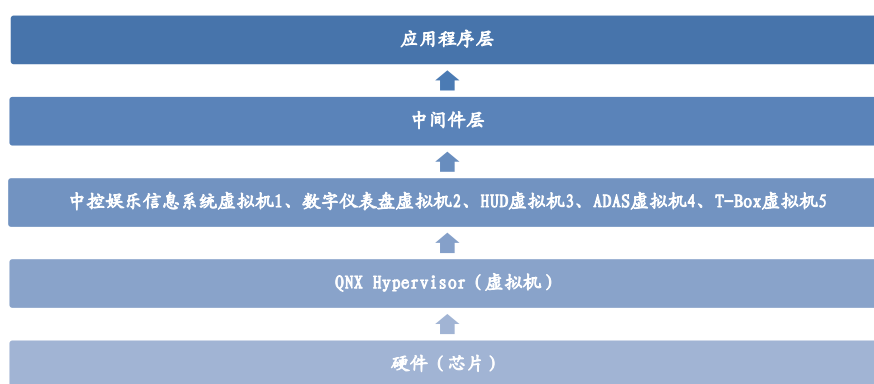 应用程序层
中间件层
中控娱乐信息系统虚拟机1、数字仪表盘虚拟机2、HUD虚拟机3、ADAS虚拟机4、T-Box虚拟机5
QNX Hypervisor（虚拟机）
硬件（芯片）